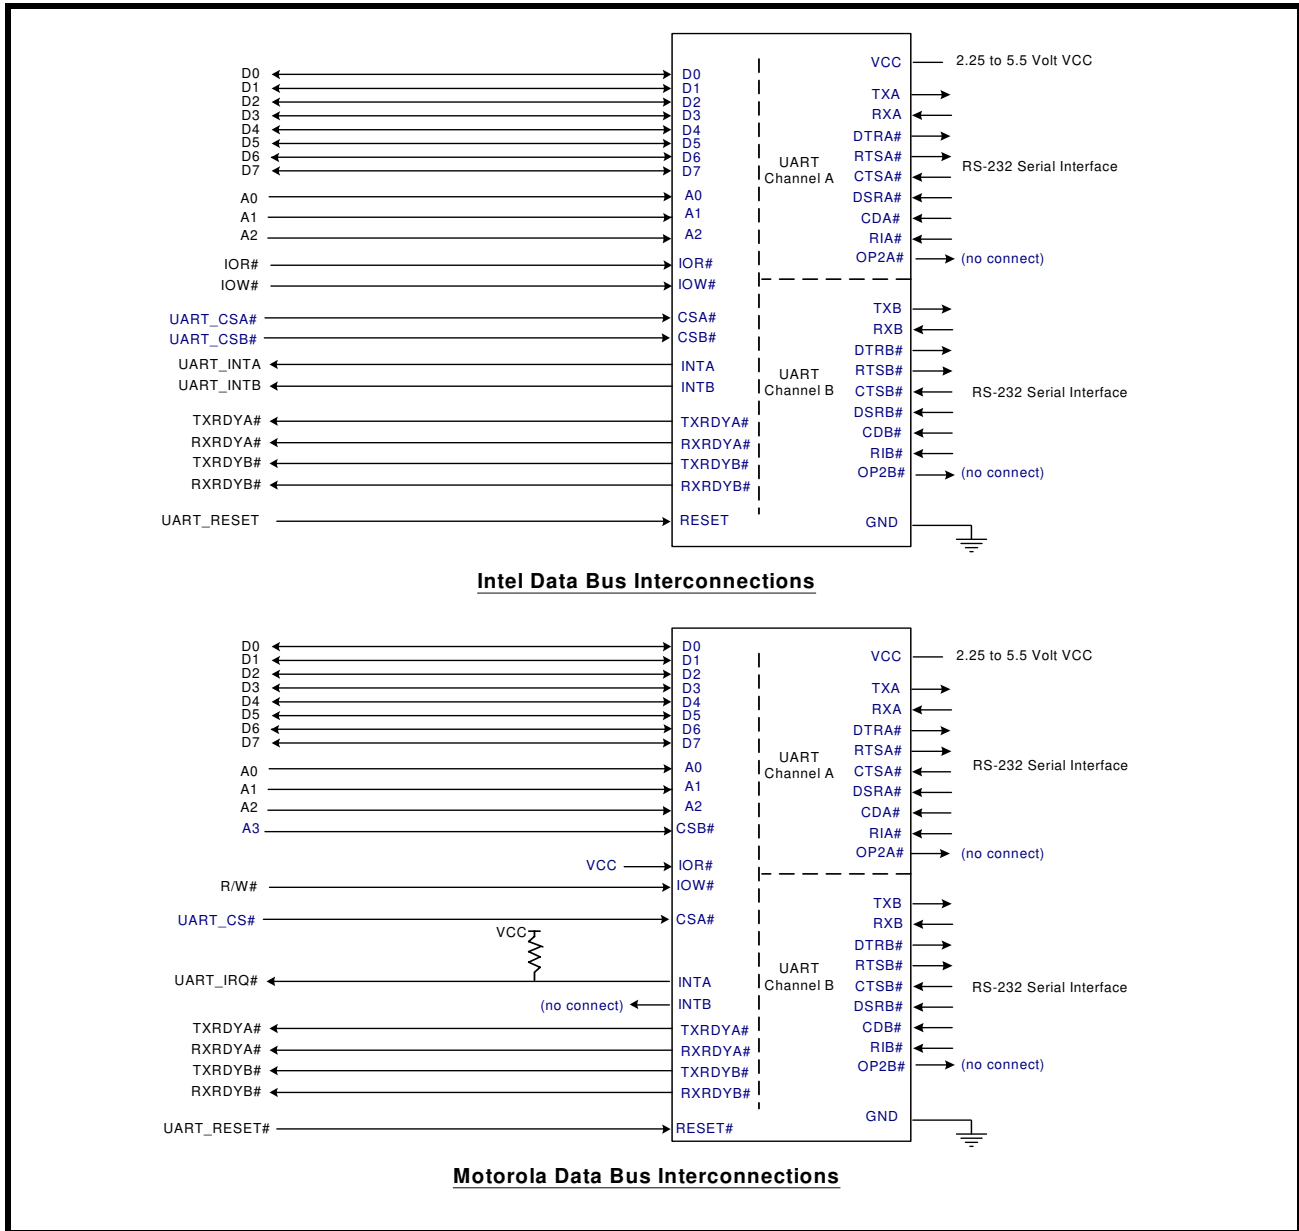 VCC 2.25 to 5.5 Volt VCC
D0 D0
D1 D1
D2 D2
D3 D3
D4 D4
D5 D5
D6 D6
D7 D7
A0 A0
A1 A1
A2 A2
IOR# IOR#
IOW# IOW#
UART_CSA# CSA#
UART_CSB# CSB#
UART_INTA INTA
UART_INTB INTB
TXRDYA# TXRDYA#
RXRDYA# RXRDYA#
TXRDYB# TXRDYB#
RXRDYB# RXRDYB#
UART_RESET RESET
UART
Channel A
TXA
RXA
DTRA#
RTSA#
CTSA#
DSRA#
CDA#
RIA#
OP2A# (no connect)
RS-232 Serial Interface
UART
Channel B
TXB
RXB
DTRB#
RTSB#
CTSB#
DSRB#
CDB#
RIB#
OP2B# (no connect)
RS-232 Serial Interface
GND
Intel Data Bus Interconnections
VCC 2.25 to 5.5 Volt VCC
D0 D0
D1 D1
D2 D2
D3 D3
D4 D4
D5 D5
D6 D6
D7 D7
A0 A0
A1 A1
A2 A2
A3 CSB#
VCC IOR#
R/W# IOW#
UART_CS# CSA#
VCC
UART_IRQ# INTA
(no connect) INTB
TXRDYA# TXRDYA#
RXRDYA# RXRDYA#
TXRDYB# TXRDYB#
RXRDYB# RXRDYB#
UART_RESET# RESET#
UART
Channel A
TXA
RXA
DTRA#
RTSA#
CTSA#
DSRA#
CDA#
RIA#
OP2A# (no connect)
RS-232 Serial Interface
UART
Channel B
TXB
RXB
DTRB#
RTSB#
CTSB#
DSRB#
CDB#
RIB#
OP2B# (no connect)
RS-232 Serial Interface
GND
Motorola Data Bus Interconnections